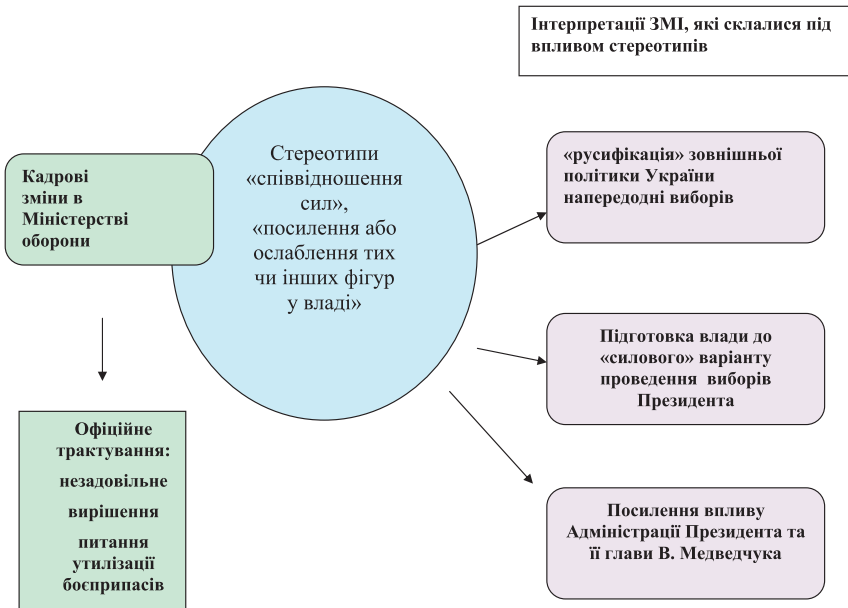 Інтерпретації ЗМІ, які склалися під
впливом стереотипів
Кадрові
зміни в
Міністерстві
оборони
Стереотипи
«співвідношення
сил»,
«посилення або
ослаблення тих
чи інших фігур
у владі»
«русифікація» зовнішньої
політики України
напередодні виборів
Підготовка влади до
«силового» варіанту
проведення виборів
Президента
Офіційне
трактування:
незадовільне
вирішення
питання
утилізації
боєприпасів
Посилення впливу
Адміністрації Президента та
її глави В. Медведчука